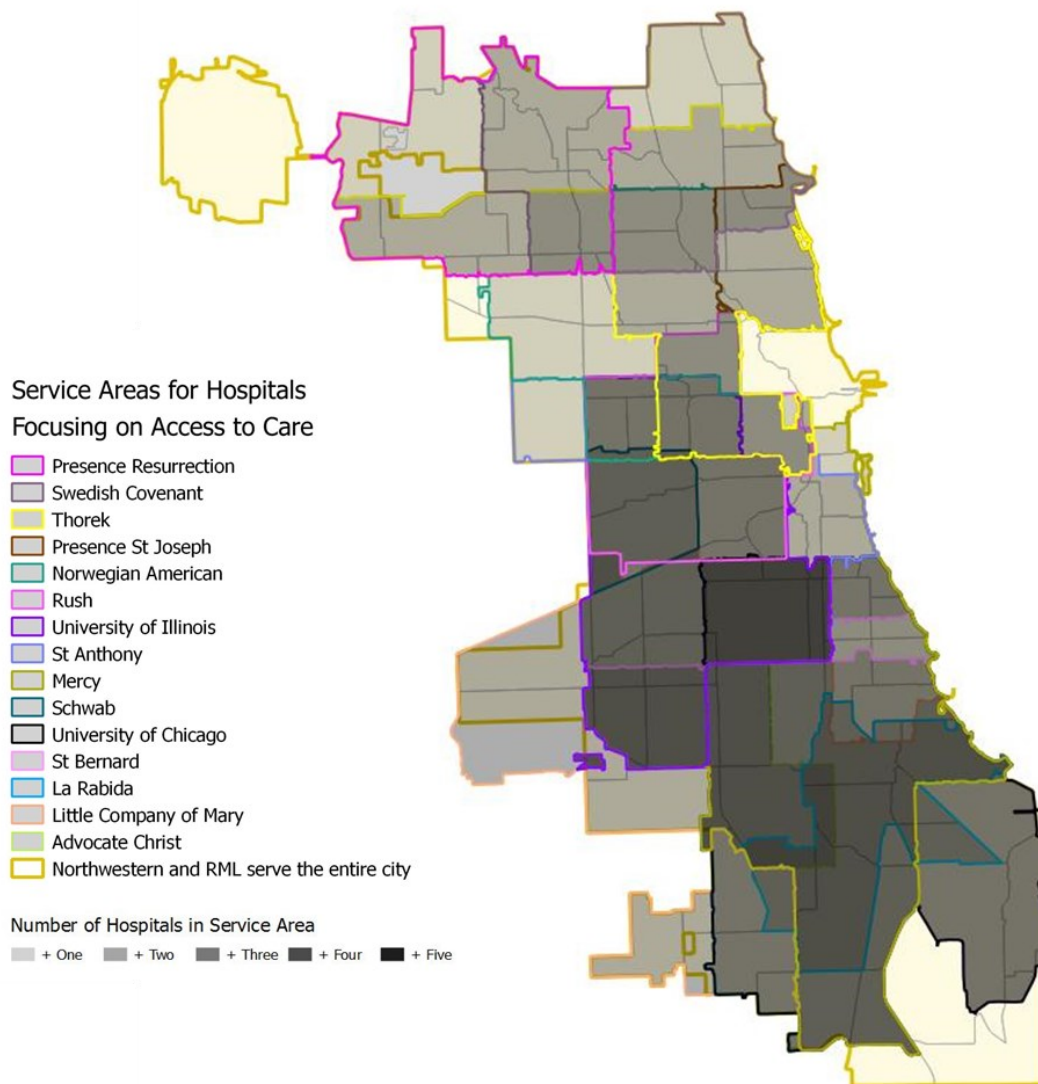 Service Areas for Hospitals
Focusing on Access to Care
Presence Resurrection
Swedish Covenant
Thorek
Presence St Joseph
Norwegian American
Rush
University of Illinois
St Anthony
Mercy
Schwab
University of Chicago
St Bernard
La Rabida
Little Company of Mary
Advocate Christ
Northwestern and RML serve the entire city
Number of Hospitals in Service Area
+ One + Two + Three + Four + Five